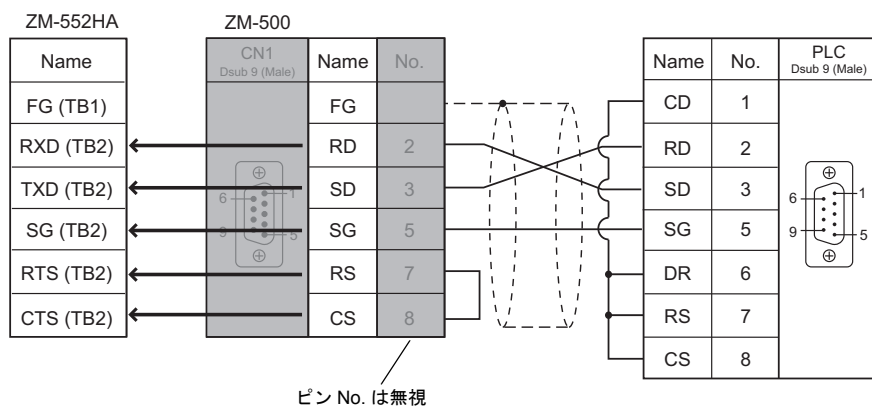 ZM-552HA
ZM-500
Name
CN1
Dsub 9 (Male)
Name
No.
Name
No.
PLC
Dsub 9 (Male)
FG (TB1)
FG
CD
1
RXD (TB2)
RD
2
RD
2
TXD (TB2)
SD
3
SD
3
SG (TB2)
SG
5
SG
5
RTS (TB2)
RS
7
DR
6
RS
7
CTS (TB2)
CS
8
CS
8
6
1
9
5
6
1
9
5
ピン No. は無視